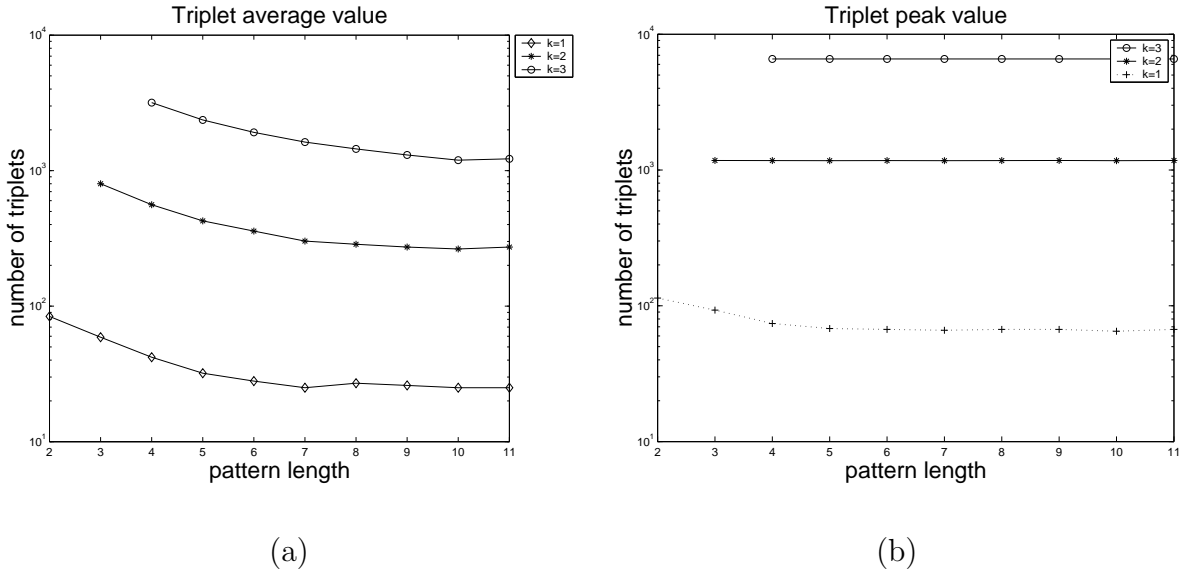 Triplet average value
10^4
10^3
10^2
10^1
number of triplets
2 3 4 5 6 7 8 9 10 11
pattern length
k=1
k=2
k=3
(a)
Triplet peak value
10^4
10^3
10^2
10^1
number of triplets
2 3 4 5 6 7 8 9 10 11
pattern length
k=3
k=2
k=1
(b)